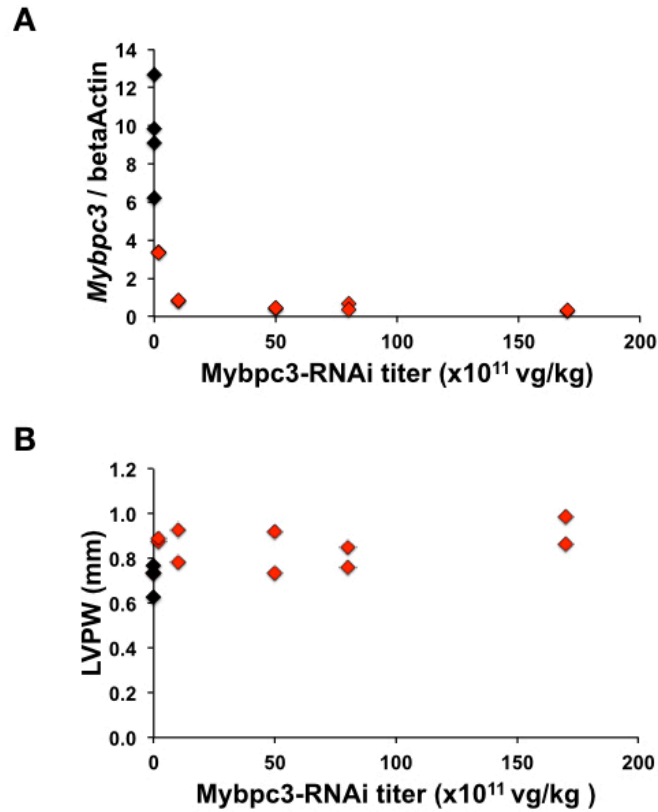 A
14
12
10
8
6
4
2
0
Mybpc3 / betaActin
0 50 100 150 200
Mybpc3-RNAi titer (x10¹¹ vg/kg)
B
1.2
1.0
0.8
0.6
0.4
0.2
0.0
LVPW (mm)
0 50 100 150 200
Mybpc3-RNAi titer (x10¹¹ vg/kg )